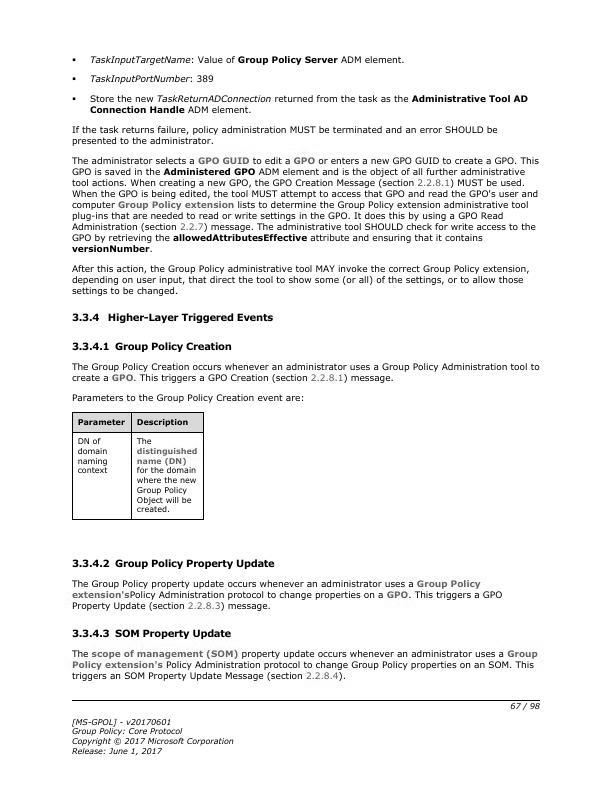 ▪ TaskInputTargetName: Value of Group Policy Server ADM element.
▪ TaskInputPortNumber: 389
▪ Store the new TaskReturnADConnection returned from the task as the Administrative Tool AD
Connection Handle ADM element.
If the task returns failure, policy administration MUST be terminated and an error SHOULD be
presented to the administrator.
The administrator selects a GPO GUID to edit a GPO or enters a new GPO GUID to create a GPO. This
GPO is saved in the Administered GPO ADM element and is the object of all further administrative
tool actions. When creating a new GPO, the GPO Creation Message (section 2.2.8.1) MUST be used.
When the GPO is being edited, the tool MUST attempt to access that GPO and read the GPO's user and
computer Group Policy extension lists to determine the Group Policy extension administrative tool
plug-ins that are needed to read or write settings in the GPO. It does this by using a GPO Read
Administration (section 2.2.7) message. The administrative tool SHOULD check for write access to the
GPO by retrieving the allowedAttributesEffective attribute and ensuring that it contains
versionNumber.
After this action, the Group Policy administrative tool MAY invoke the correct Group Policy extension,
depending on user input, that direct the tool to show some (or all) of the settings, or to allow those
settings to be changed.
3.3.4 Higher-Layer Triggered Events
3.3.4.1 Group Policy Creation
The Group Policy Creation occurs whenever an administrator uses a Group Policy Administration tool to
create a GPO. This triggers a GPO Creation (section 2.2.8.1) message.
Parameters to the Group Policy Creation event are:
Parameter Description
DN of
domain
naming
context
The
distinguished
name (DN)
for the domain
where the new
Group Policy
Object will be
created.
3.3.4.2 Group Policy Property Update
The Group Policy property update occurs whenever an administrator uses a Group Policy
extension'sPolicy Administration protocol to change properties on a GPO. This triggers a GPO
Property Update (section 2.2.8.3) message.
3.3.4.3 SOM Property Update
The scope of management (SOM) property update occurs whenever an administrator uses a Group
Policy extension's Policy Administration protocol to change Group Policy properties on an SOM. This
triggers an SOM Property Update Message (section 2.2.8.4).
67 / 98
[MS-GPOL] - v20170601
Group Policy: Core Protocol
Copyright © 2017 Microsoft Corporation
Release: June 1, 2017